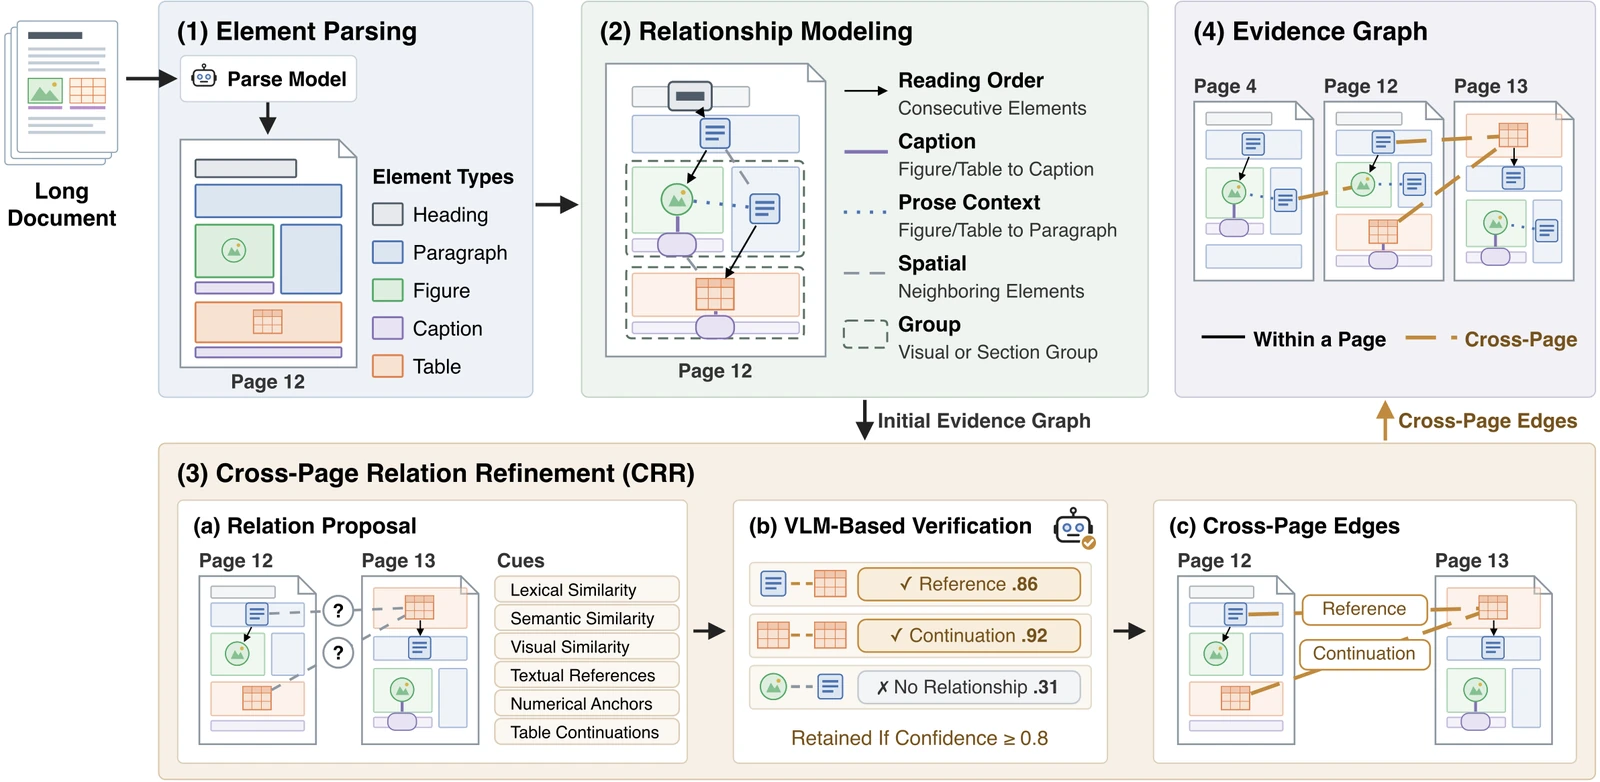 Long
Document
(1) Element Parsing
Parse Model
Element Types
Heading
Paragraph
Figure
Caption
Table
Page 12
(2) Relationship Modeling
Page 12
Reading Order
Consecutive Elements
Caption
Figure/Table to Caption
Prose Context
Figure/Table to Paragraph
Spatial
Neighboring Elements
Group
Visual or Section Group
Initial Evidence Graph
(3) Cross-Page Relation Refinement (CRR)
(a) Relation Proposal
Page 12
Page 13
?
?
Cues
Lexical Similarity
Semantic Similarity
Visual Similarity
Textual References
Numerical Anchors
Table Continuations
(b) VLM-Based Verification
✓ Reference .86
✓ Continuation .92
✗ No Relationship .31
Retained If Confidence ≥ 0.8
(c) Cross-Page Edges
Page 12
Page 13
Reference
Continuation
Cross-Page Edges
(4) Evidence Graph
Page 4
Page 12
Page 13
Within a Page
Cross-Page